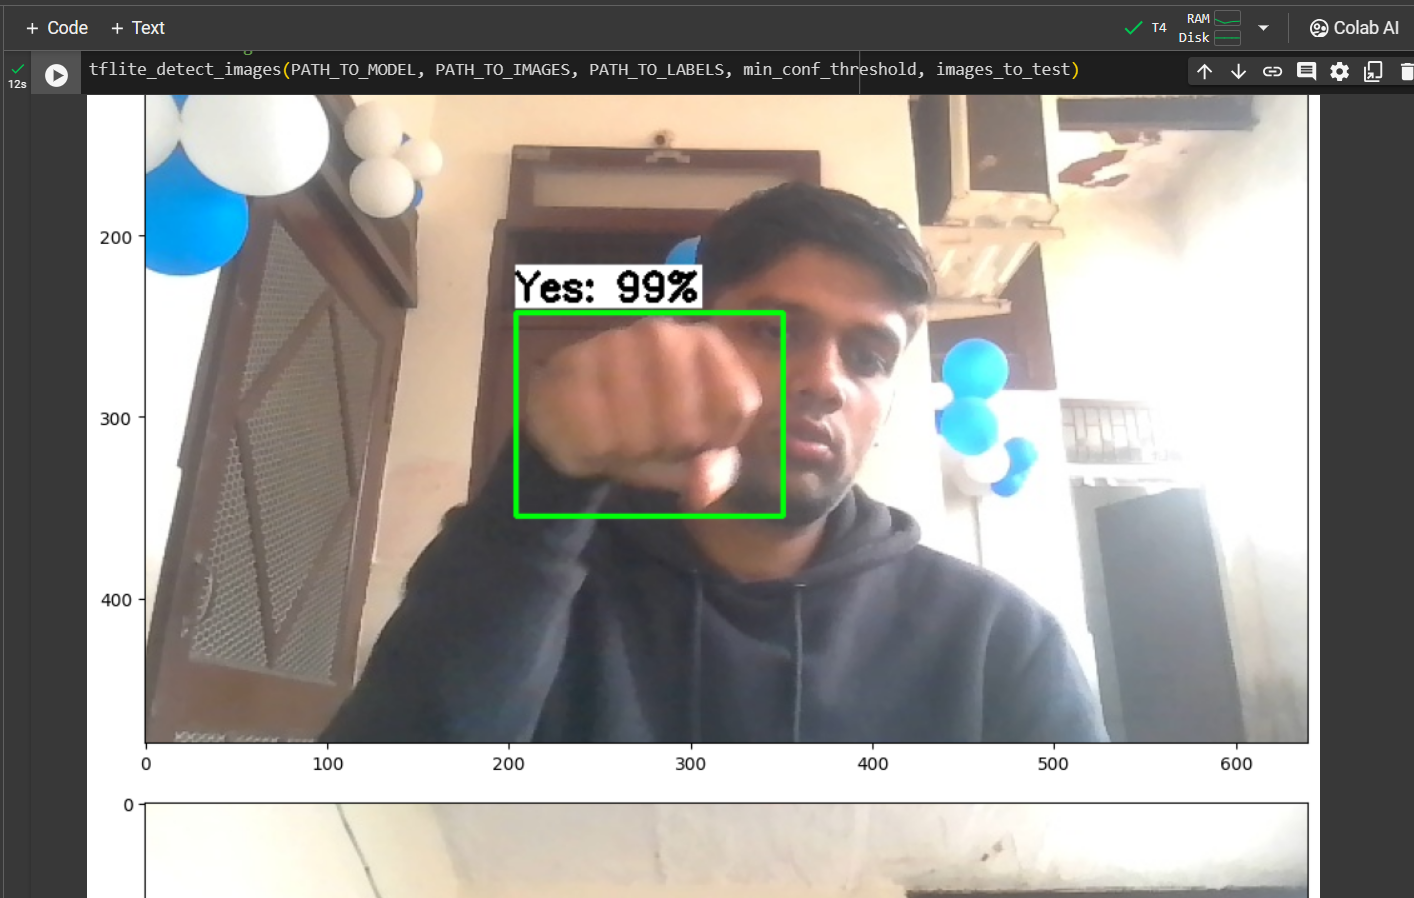 + Code + Text
T4
RAM
Disk
Colab AI
12s
tflite_detect_images(PATH_TO_MODEL, PATH_TO_IMAGES, PATH_TO_LABELS, min_conf_threshold, images_to_test)
Yes: 99%
200
300
400
0 100 200 300 400 500 600
0